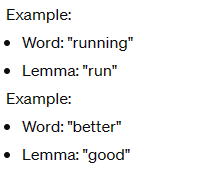 Example:
• Word: "running"
• Lemma: "run"
Example:
• Word: "better"
• Lemma: "good"